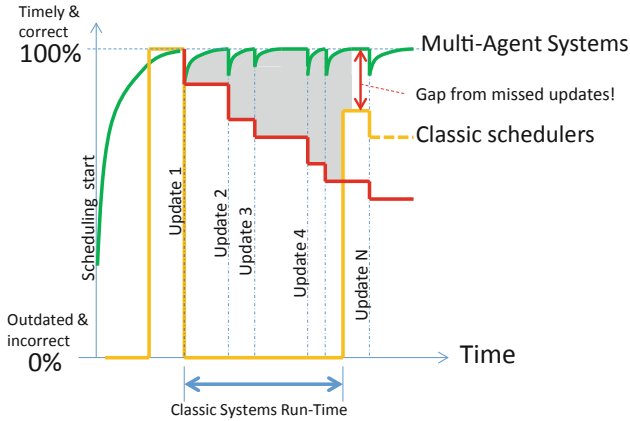 Timely &
correct
100%
Multi-Agent Systems
Gap from missed updates!
Classic schedulers
Scheduling start
Update 1
Update 2
Update 3
Update 4
Update N
Outdated &
incorrect
0%
Time
Classic Systems Run-Time